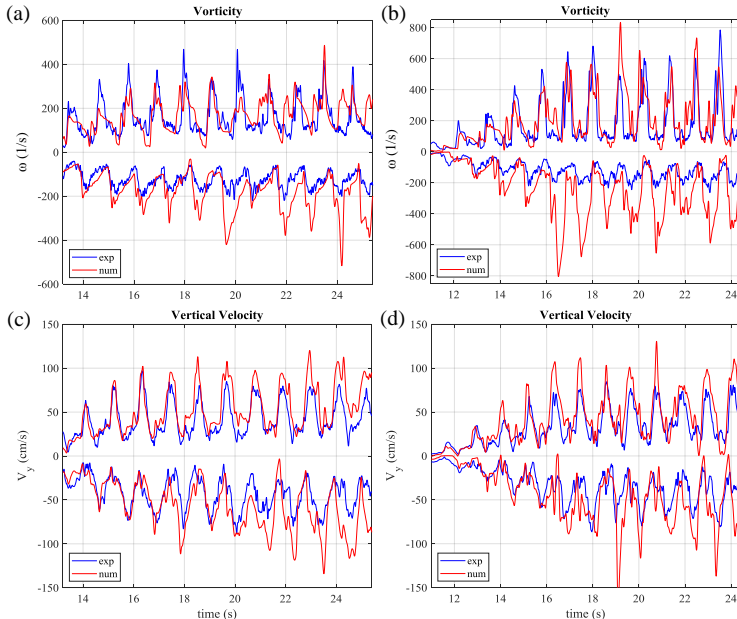 (a) Vorticity
600
400
200
0
-200
-400
-600
ω (1/s)
exp
num
14 16 18 20 22 24
(b) Vorticity
800
600
400
200
0
-200
-400
-600
-800
ω (1/s)
exp
num
12 14 16 18 20 22 24
(c) Vertical Velocity
150
100
50
0
-50
-100
-150
V_y (cm/s)
exp
num
14 16 18 20 22 24
time (s)
(d) Vertical Velocity
150
100
50
0
-50
-100
-150
V_y (cm/s)
exp
num
12 14 16 18 20 22 24
time (s)